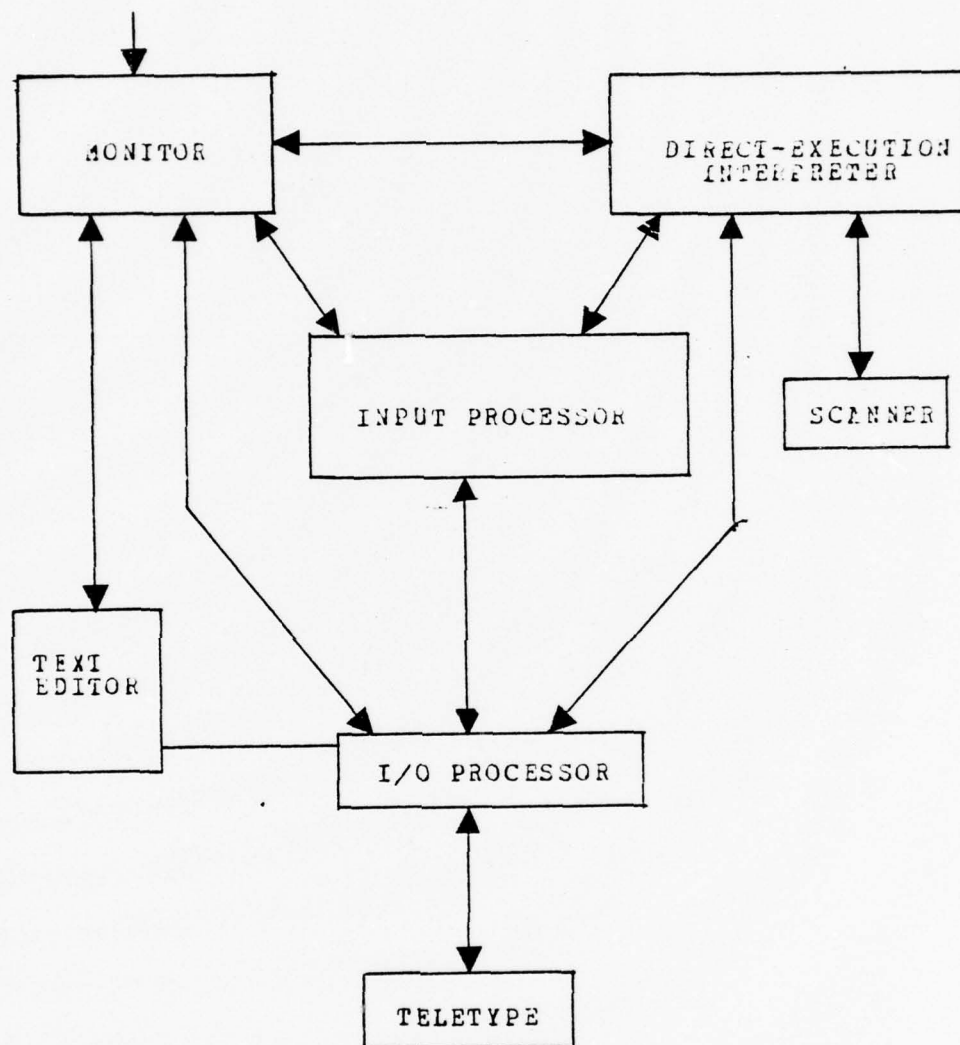 MONITOR
DIRECT-EXECUTION
INTERPRETER
INPUT PROCESSOR
SCANNER
TEXT
EDITOR
I/O PROCESSOR
TELETYPE